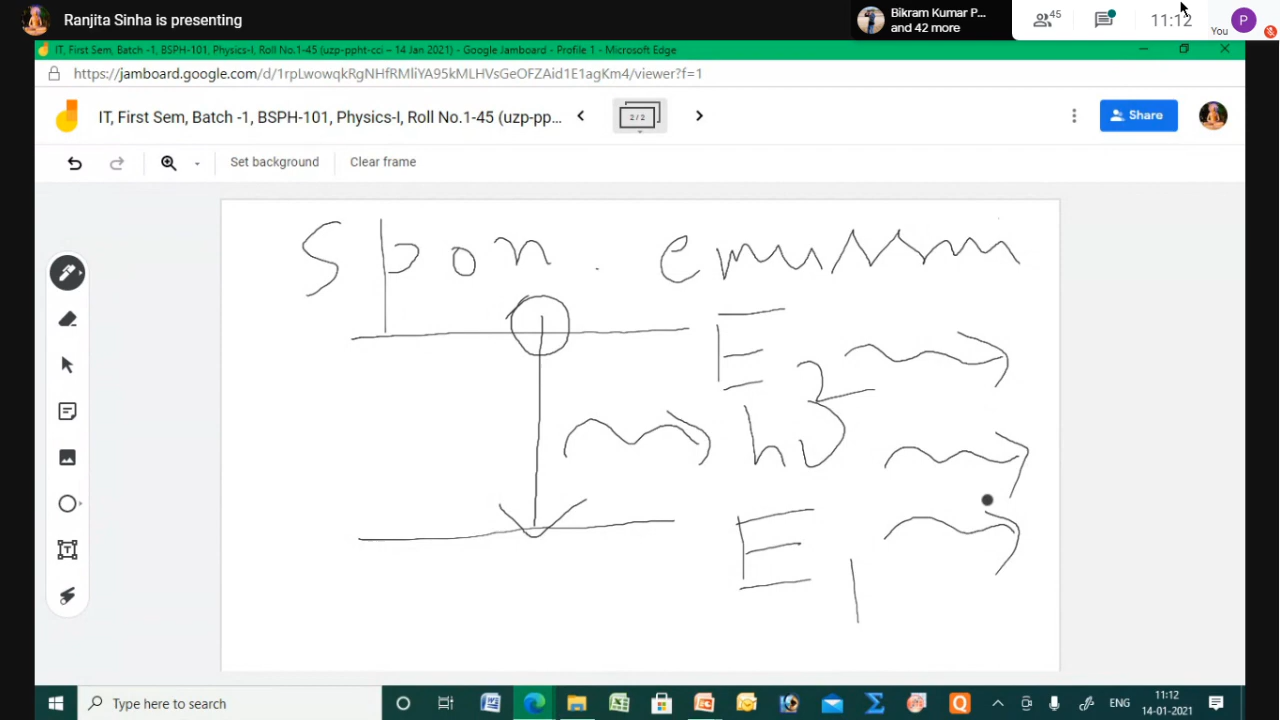 Ranjita Sinha is presenting
Bikram Kumar P...
and 42 more
45
11:12
You
P
IT, First Sem, Batch -1, BSPH-101, Physics-I, Roll No.1-45 (uzp-ppht-cci – 14 Jan 2021) - Google Jamboard - Profile 1 - Microsoft Edge
https://jamboard.google.com/d/1rpLwowqkRgNHfRMliYA95kMLHVsGeOFZAid1E1agKm4/viewer?f=1
IT, First Sem, Batch -1, BSPH-101, Physics-I, Roll No.1-45 (uzp-pp...
2/2
Share
Set background
Clear frame
Spon. emission
E2
hν
E1
Type here to search
ENG
11:12
14-01-2021